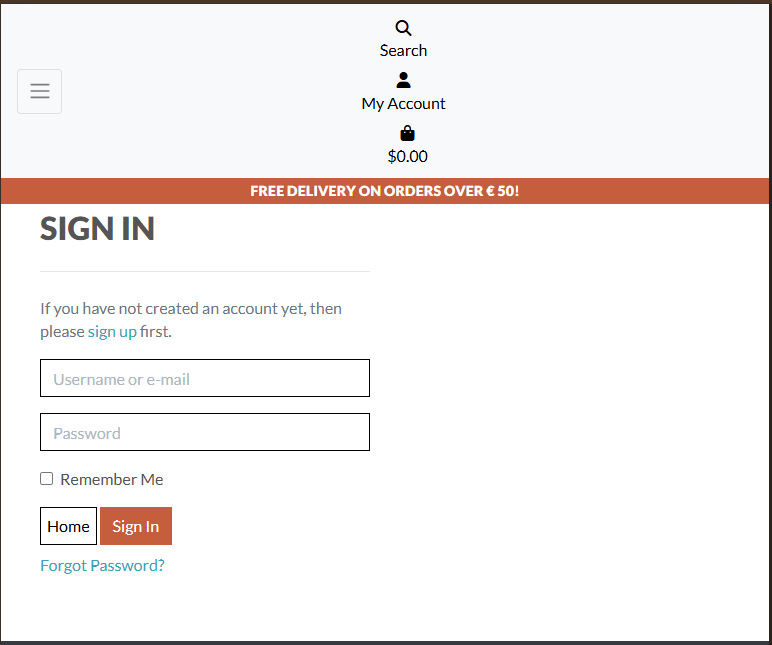 Search
My Account
$0.00
FREE DELIVERY ON ORDERS OVER € 50!
SIGN IN
If you have not created an account yet, then
please sign up first.
Username or e-mail
Password
Remember Me
Home Sign In
Forgot Password?